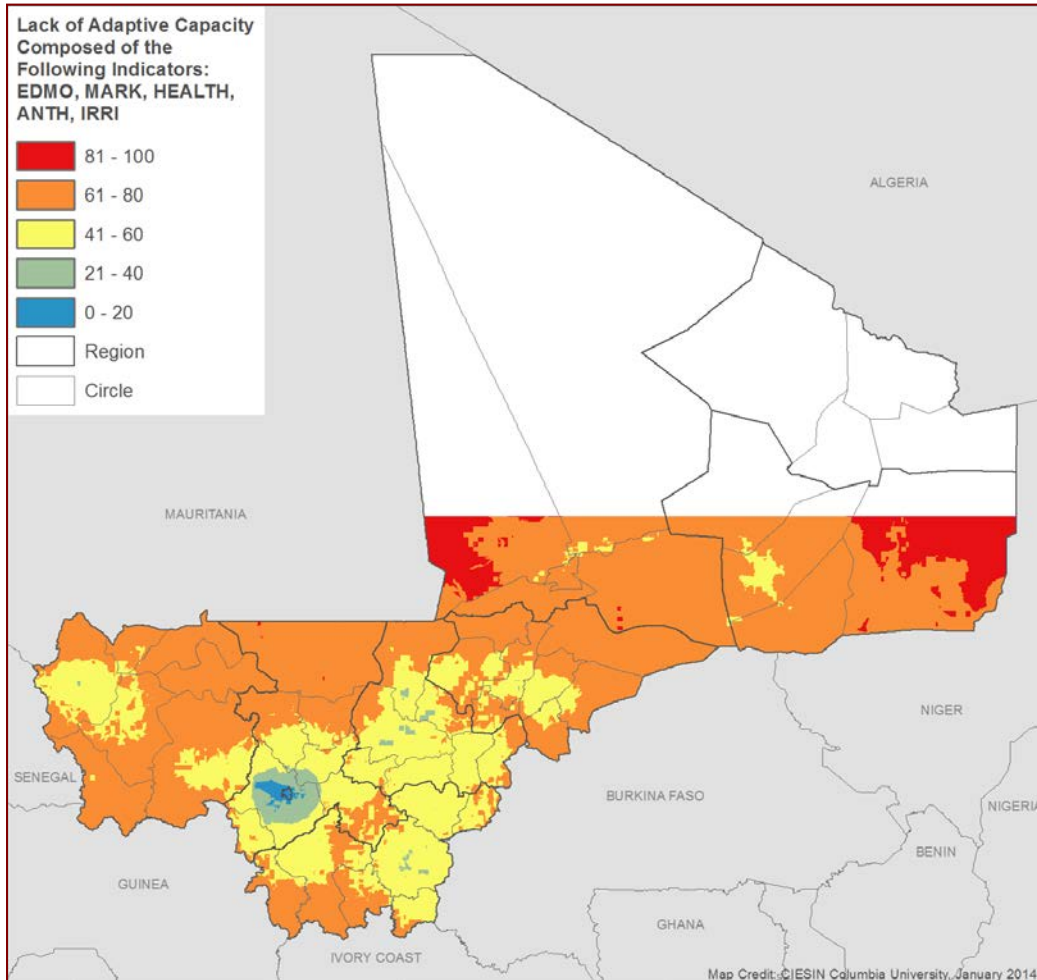 Lack of Adaptive Capacity
Composed of the
Following Indicators:
EDMO, MARK, HEALTH,
ANTH, IRRI
81 - 100
61 - 80
41 - 60
21 - 40
0 - 20
Region
Circle
ALGERIA
MAURITANIA
NIGER
SENEGAL
BURKINA FASO
NIGERIA
BENIN
GUINEA
GHANA
IVORY COAST
Map Credit: CIESIN Columbia University, January 2014